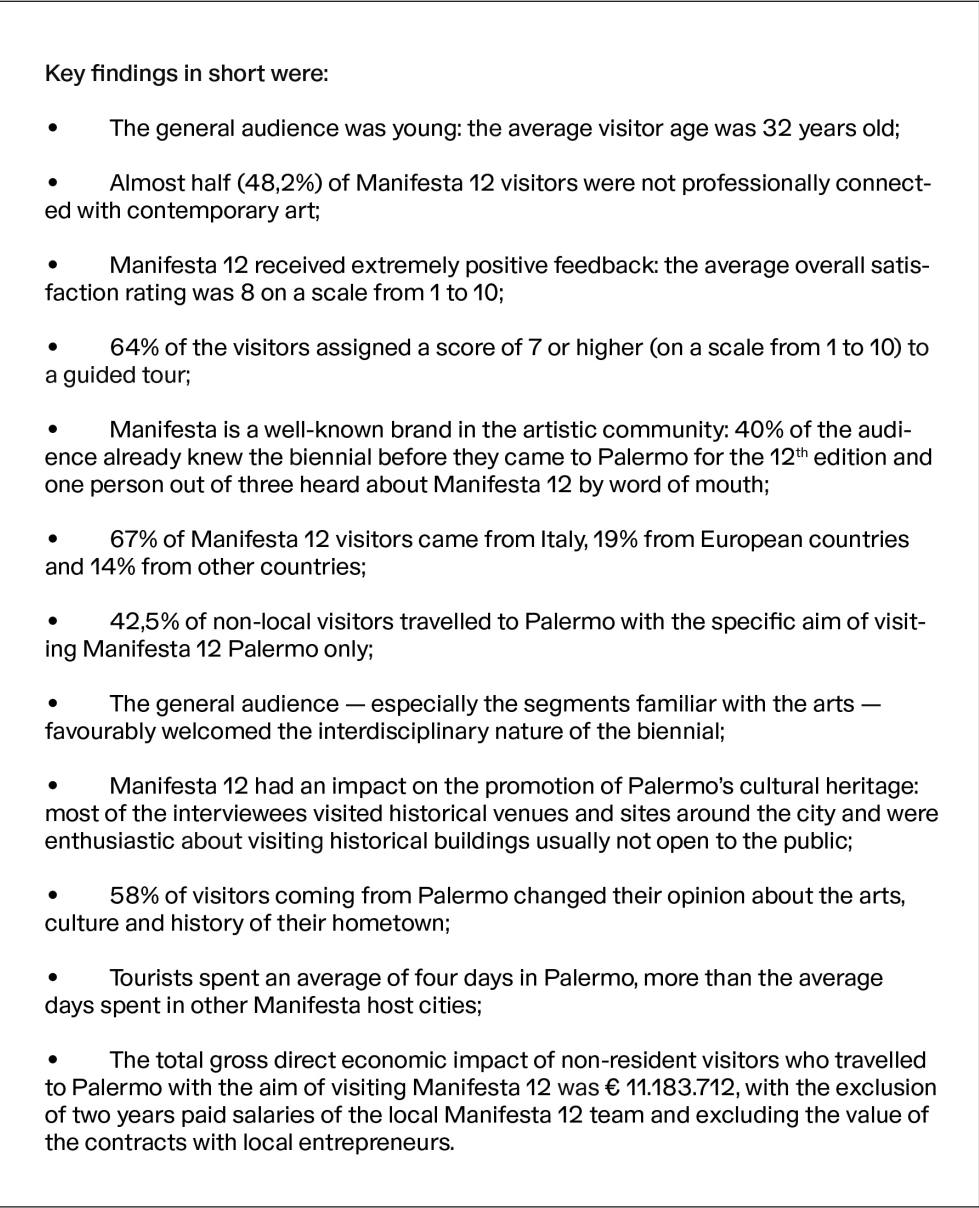 Key findings in short were:
• The general audience was young: the average visitor age was 32 years old;
• Almost half (48,2%) of Manifesta 12 visitors were not professionally connect-
ed with contemporary art;
• Manifesta 12 received extremely positive feedback: the average overall satis-
faction rating was 8 on a scale from 1 to 10;
• 64% of the visitors assigned a score of 7 or higher (on a scale from 1 to 10) to
a guided tour;
• Manifesta is a well-known brand in the artistic community: 40% of the audi-
ence already knew the biennial before they came to Palermo for the 12th edition and
one person out of three heard about Manifesta 12 by word of mouth;
• 67% of Manifesta 12 visitors came from Italy, 19% from European countries
and 14% from other countries;
• 42,5% of non-local visitors travelled to Palermo with the specific aim of visit-
ing Manifesta 12 Palermo only;
• The general audience — especially the segments familiar with the arts —
favourably welcomed the interdisciplinary nature of the biennial;
• Manifesta 12 had an impact on the promotion of Palermo’s cultural heritage:
most of the interviewees visited historical venues and sites around the city and were
enthusiastic about visiting historical buildings usually not open to the public;
• 58% of visitors coming from Palermo changed their opinion about the arts,
culture and history of their hometown;
• Tourists spent an average of four days in Palermo, more than the average
days spent in other Manifesta host cities;
• The total gross direct economic impact of non-resident visitors who travelled
to Palermo with the aim of visiting Manifesta 12 was € 11.183.712, with the exclusion
of two years paid salaries of the local Manifesta 12 team and excluding the value of
the contracts with local entrepreneurs.